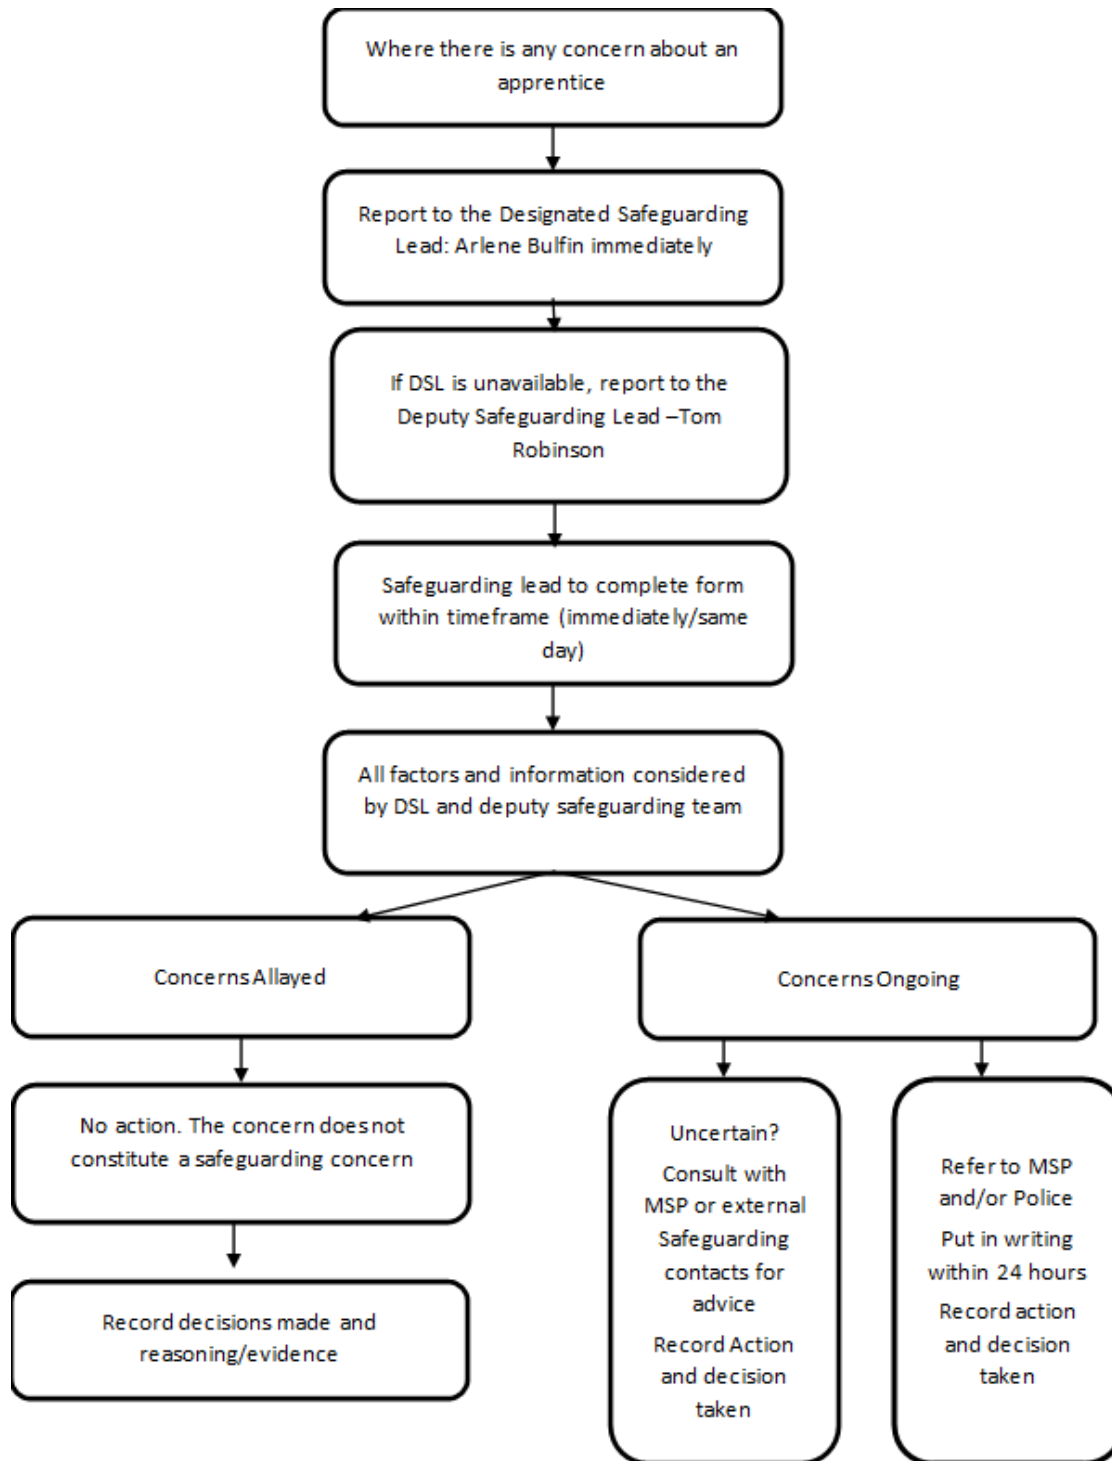 Where there is any concern about an
apprentice
Report to the Designated Safeguarding
Lead: Arlene Bulfin immediately
If DSL is unavailable, report to the
Deputy Safeguarding Lead –Tom
Robinson
Safeguarding lead to complete form
within timeframe (immediately/same
day)
All factors and information considered
by DSL and deputy safeguarding team
Concerns Allayed
No action. The concern does not
constitute a safeguarding concern
Record decisions made and
reasoning/evidence
Concerns Ongoing
Uncertain?
Consult with
MSP or external
Safeguarding
contacts for
advice
Record Action
and decision
taken
Refer to MSP
and/or Police
Put in writing
within 24 hours
Record action
and decision
taken